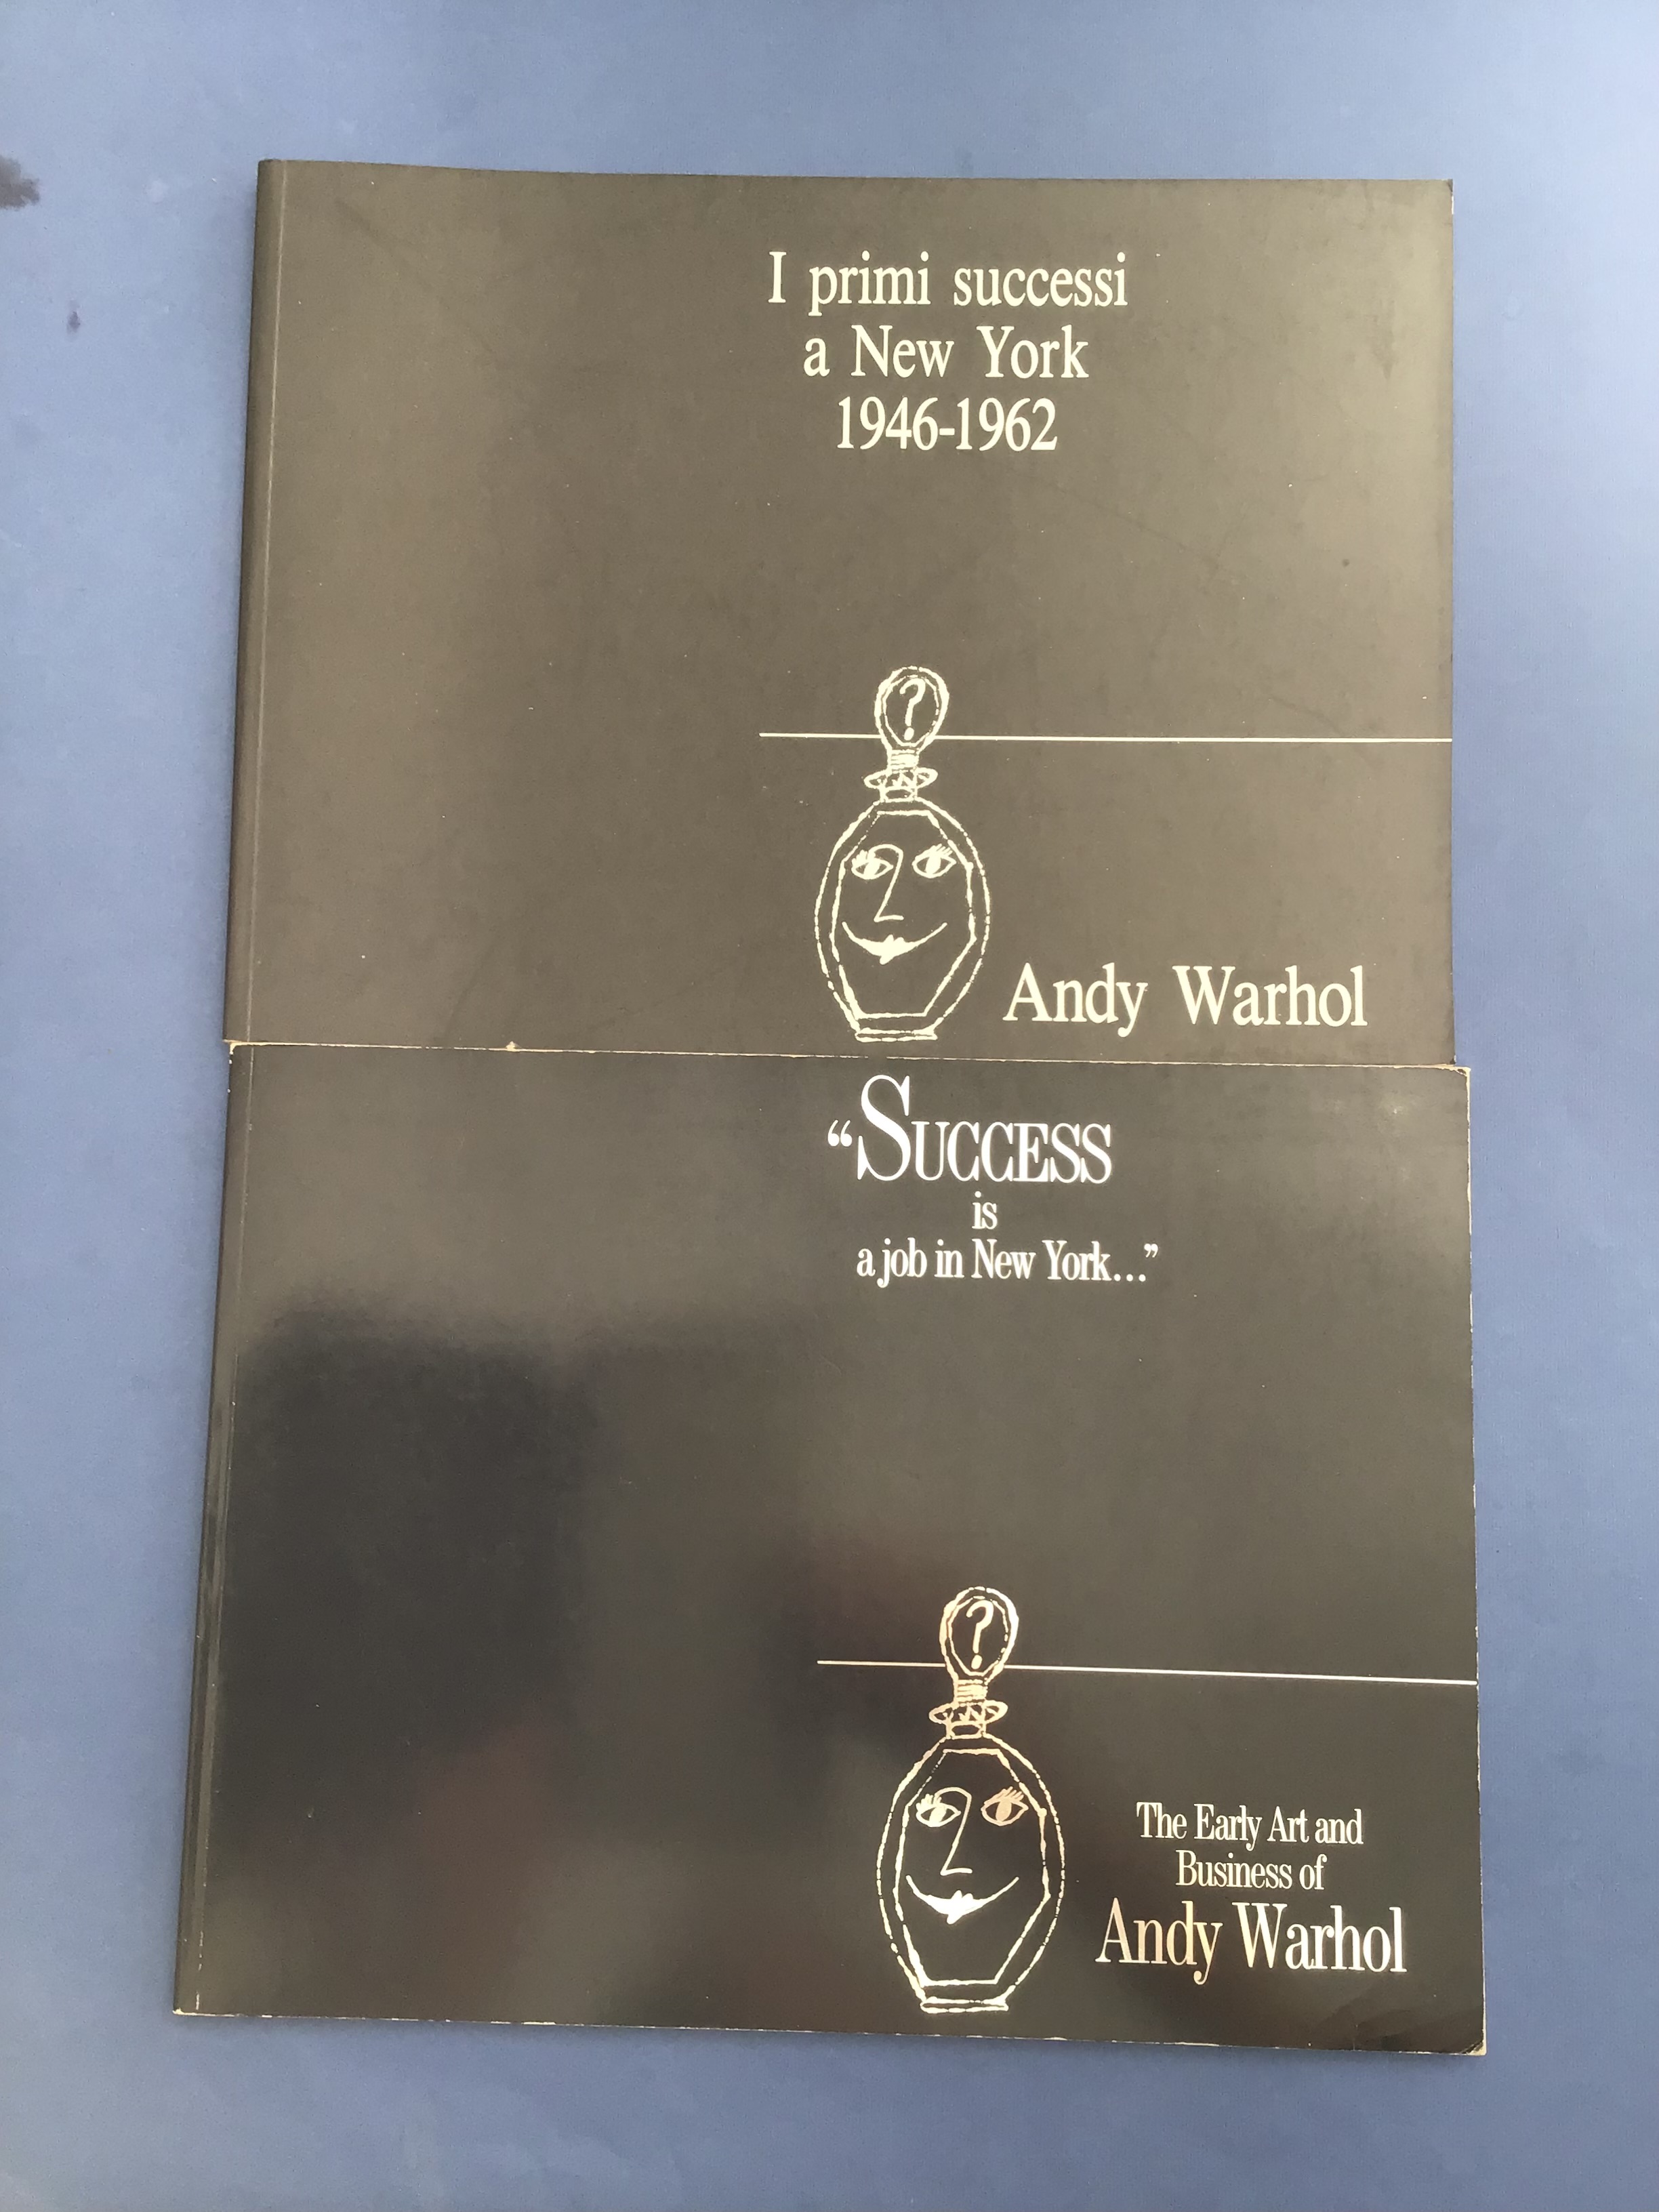 I primi successi
a New York
1946-1962
?
Andy Warhol
“SUCCESS
is
a job in New York...”
?
The Early Art and
Business of
Andy Warhol